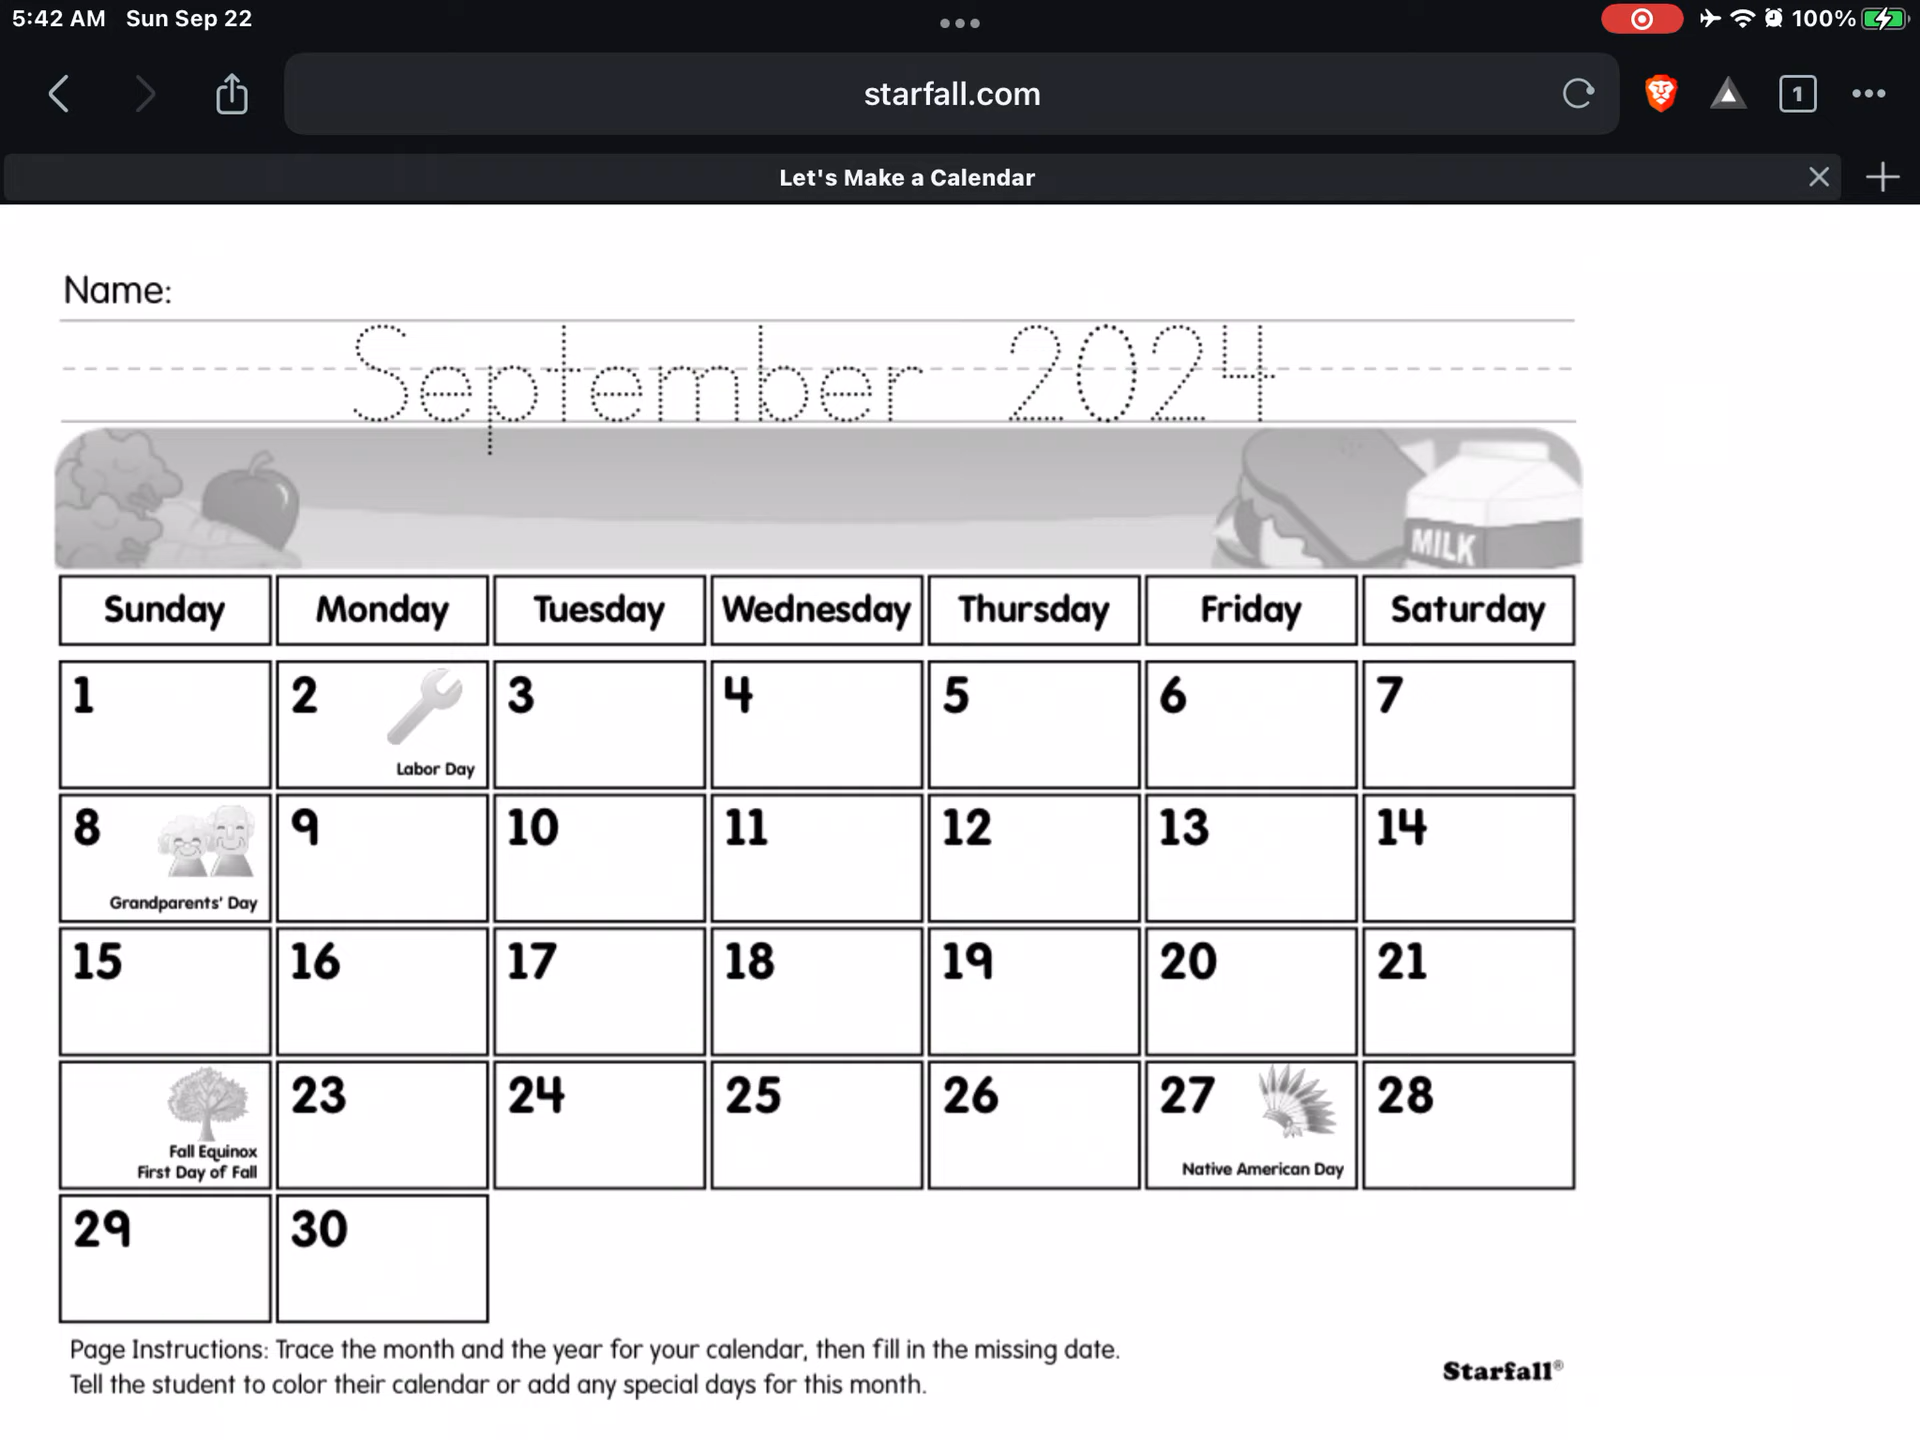 5:42 AM Sun Sep 22
100%
starfall.com
1
Let's Make a Calendar
Name:
September 2024
MILK
Sunday Monday Tuesday Wednesday Thursday Friday Saturday
1 2 3 4 5 6 7
Labor Day
8 9 10 11 12 13 14
Grandparents' Day
15 16 17 18 19 20 21
23 24 25 26 27 28
Fall Equinox
First Day of Fall
Native American Day
29 30
Page Instructions: Trace the month and the year for your calendar, then fill in the missing date.
Tell the student to color their calendar or add any special days for this month.
Starfall®